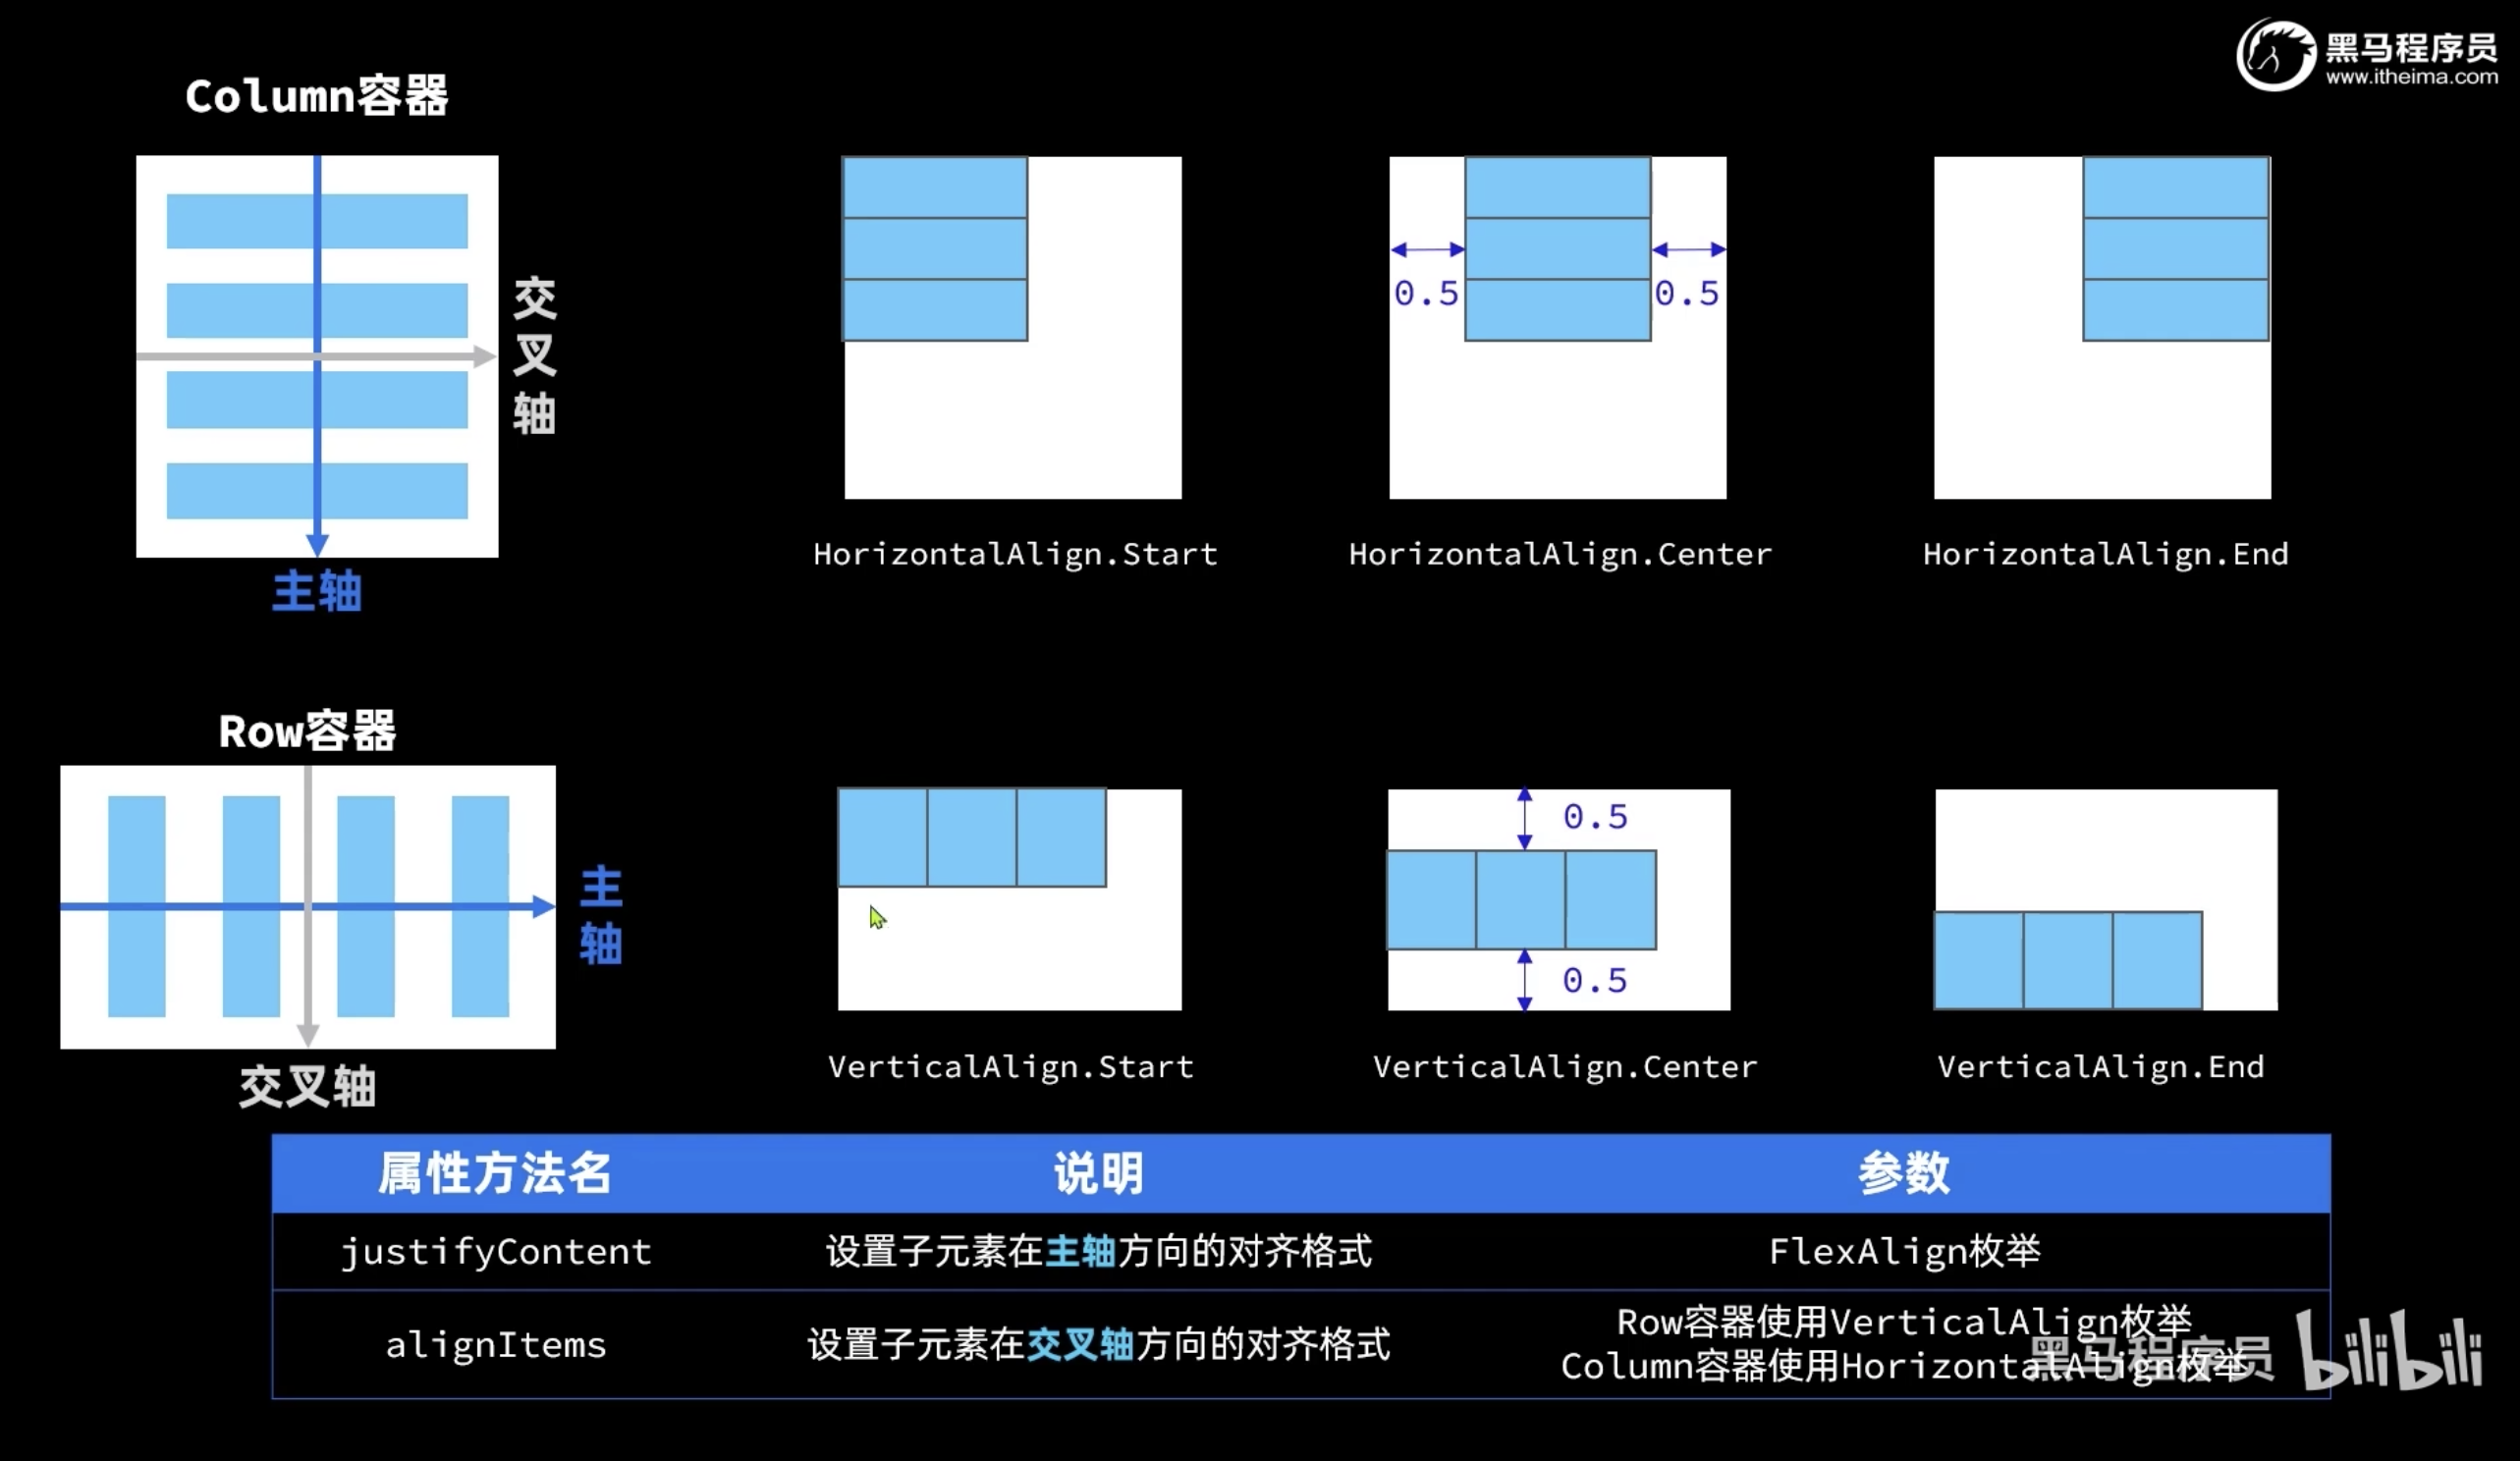 黑马程序员
www.itheima.com
Column容器
交叉轴
主轴
0.5
0.5
HorizontalAlign.Start
HorizontalAlign.Center
HorizontalAlign.End
Row容器
主轴
交叉轴
0.5
0.5
VerticalAlign.Start
VerticalAlign.Center
VerticalAlign.End
属性方法名 说明 参数
justifyContent 设置子元素在主轴方向的对齐格式 FlexAlign枚举
alignItems 设置子元素在交叉轴方向的对齐格式 Row容器使用VerticalAlign枚举
Column容器使用HorizontalAlign枚举
黑马程序员 bilibili